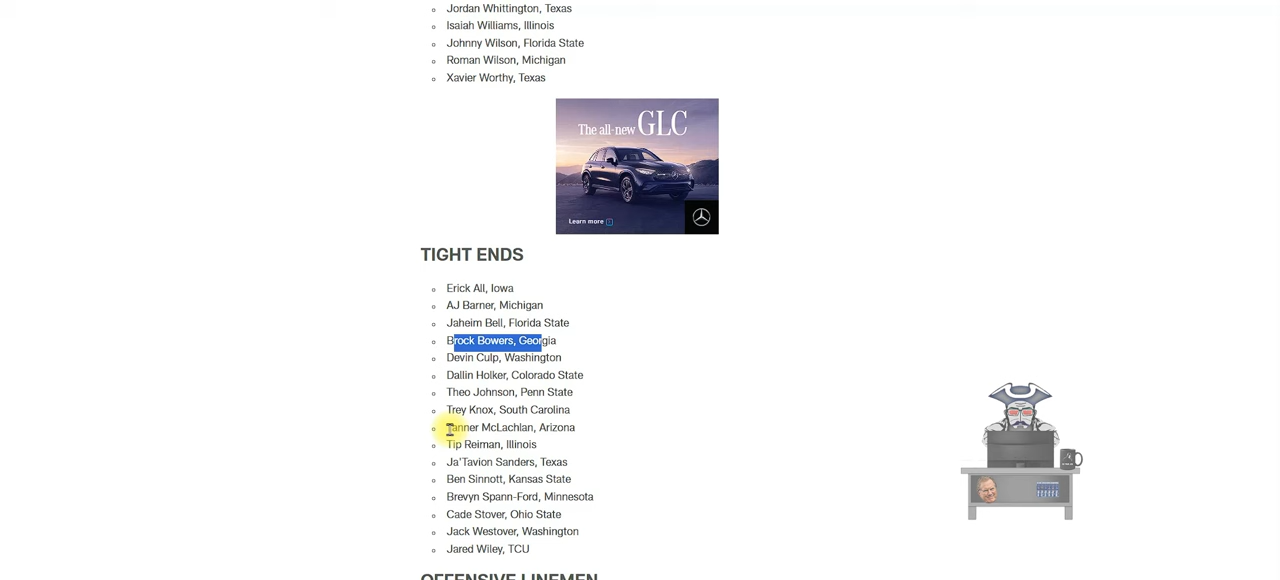 Jordan Whittington, Texas
Isaiah Williams, Illinois
Johnny Wilson, Florida State
Roman Wilson, Michigan
Xavier Worthy, Texas
The all-new GLC
Learn more
TIGHT ENDS
Erick All, Iowa
AJ Barner, Michigan
Jaheim Bell, Florida State
Brock Bowers, Georgia
Devin Culp, Washington
Dallin Holker, Colorado State
Theo Johnson, Penn State
Trey Knox, South Carolina
Tanner McLachlan, Arizona
Tip Reiman, Illinois
Ja'Tavion Sanders, Texas
Ben Sinnott, Kansas State
Brevyn Spann-Ford, Minnesota
Cade Stover, Ohio State
Jack Westover, Washington
Jared Wiley, TCU
OFFENSIVE LINEMEN